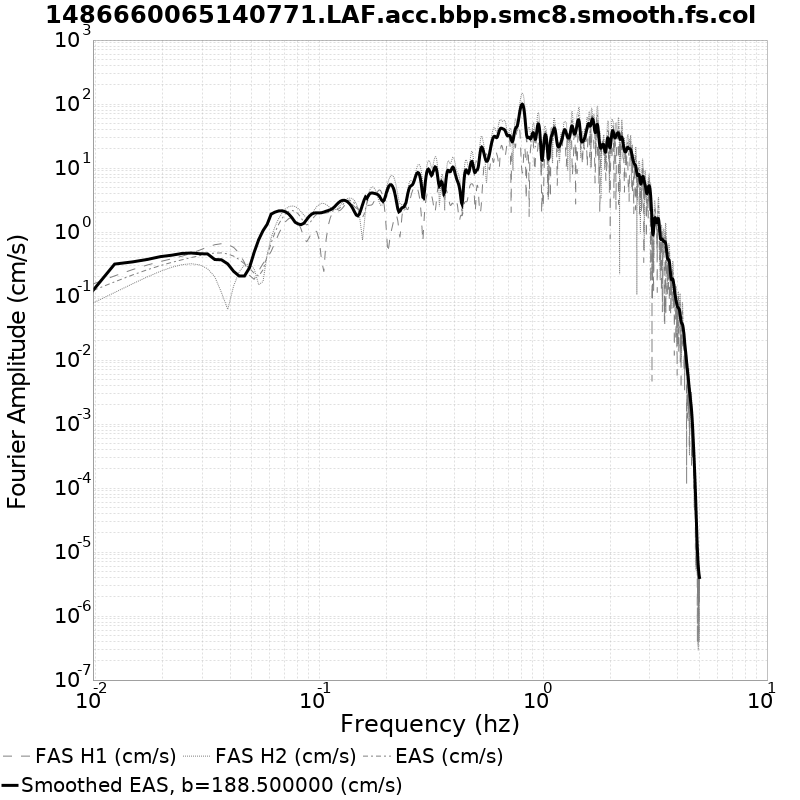 1486660065140771.LAF.acc.bbp.smc8.smooth.fs.col
10^3
10^2
10^1
10^0
10^-1
10^-2
10^-3
10^-4
10^-5
10^-6
10^-7
Fourier Amplitude (cm/s)
10^-2 10^-1 10^0 10^1
Frequency (hz)
FAS H1 (cm/s) FAS H2 (cm/s) EAS (cm/s)
Smoothed EAS, b=188.500000 (cm/s)